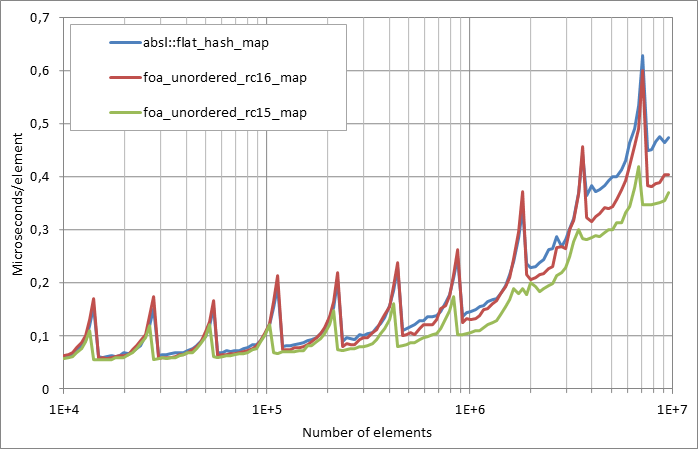 0,7
0,6
0,5
0,4
0,3
0,2
0,1
0
Microseconds/element
absl::flat_hash_map
foa_unordered_rc16_map
foa_unordered_rc15_map
1E+4
1E+5
1E+6
1E+7
Number of elements